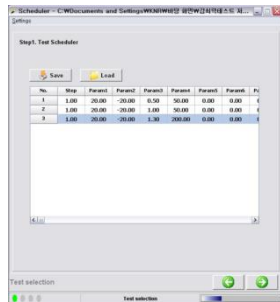 Scheduler - C:₩Documents and Settings₩KNR₩바탕
Settings
Step1. Test Scheduler
Save Load
No. Step Param1 Param2 Param3 Param4 Param5 Param6
1 1.00 20.00 -20.00 0.50 50.00 0.00 0.00
2 1.00 20.00 -20.00 1.00 50.00 0.00 0.00
3 1.00 20.00 -20.00 1.30 200.00 0.00 0.00
Test selection
Test selection